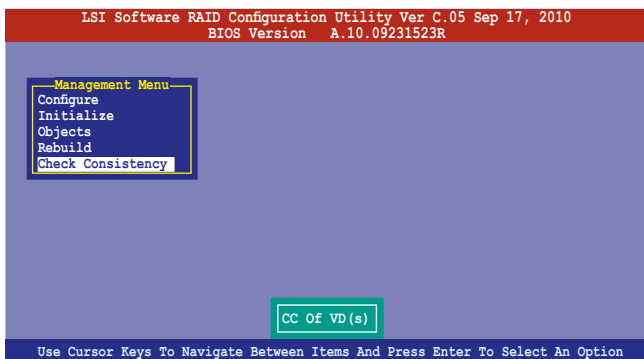 LSI Software RAID Configuration Utility Ver C.05 Sep 17, 2010
BIOS Version A.10.09231523R
Management Menu
Configure
Initialize
Objects
Rebuild
Check Consistency
CC Of VD(s)
Use Cursor Keys To Navigate Between Items And Press Enter To Select An Option